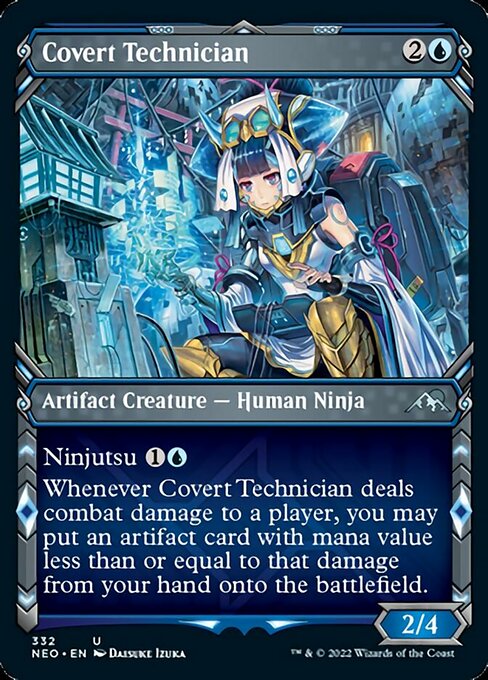 Covert Technician 2
Artifact Creature — Human Ninja
Ninjutsu 1
Whenever Covert Technician deals
combat damage to a player, you may
put an artifact card with mana value
less than or equal to that damage
from your hand onto the battlefield.
2/4
332 U
NEO • EN Daisuke Izuka
™ & © 2022 Wizards of the Coast